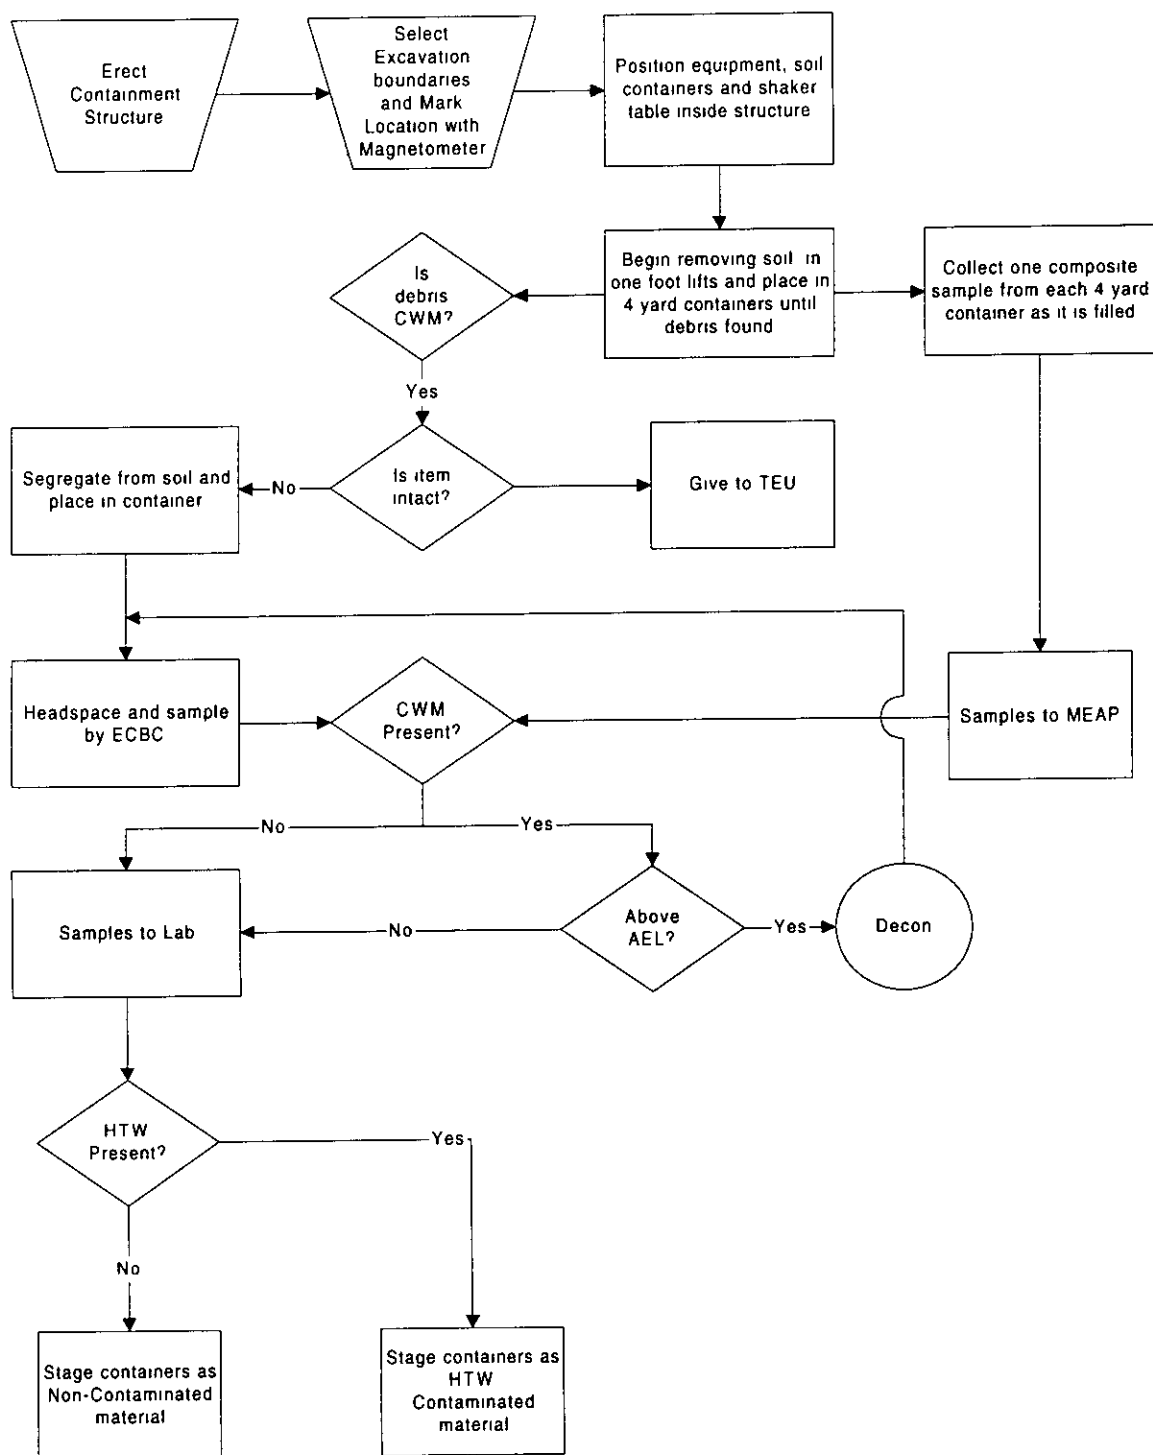 Erect
Containment
Structure
Select
Excavation
boundaries
and Mark
Location with
Magnetometer
Position equipment, soil
containers and shaker
table inside structure
Is
debris
CWM?
Begin removing soil in
one foot lifts and place in
4 yard containers until
debris found
Collect one composite
sample from each 4 yard
container as it is filled
Yes
Segregate from soil and
place in container
No
Is item
intact?
Give to TEU
Headspace and sample
by ECBC
CWM
Present?
Samples to MEAP
No
Yes
Samples to Lab
No
Above
AEL?
Yes
Decon
HTW
Present?
Yes
No
Stage containers as
Non-Contaminated
material
Stage containers as
HTW
Contaminated
material